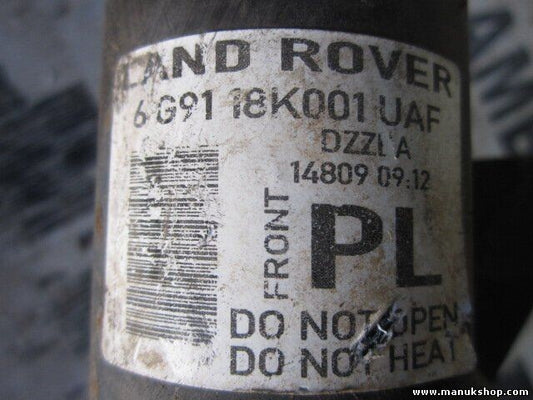 LAND ROVER
6G91 18K001 UAF
DZZL A
14809 09:12
FRONT
PL
DO NOT OPEN
DO NOT HEAT
www.manukshop.com